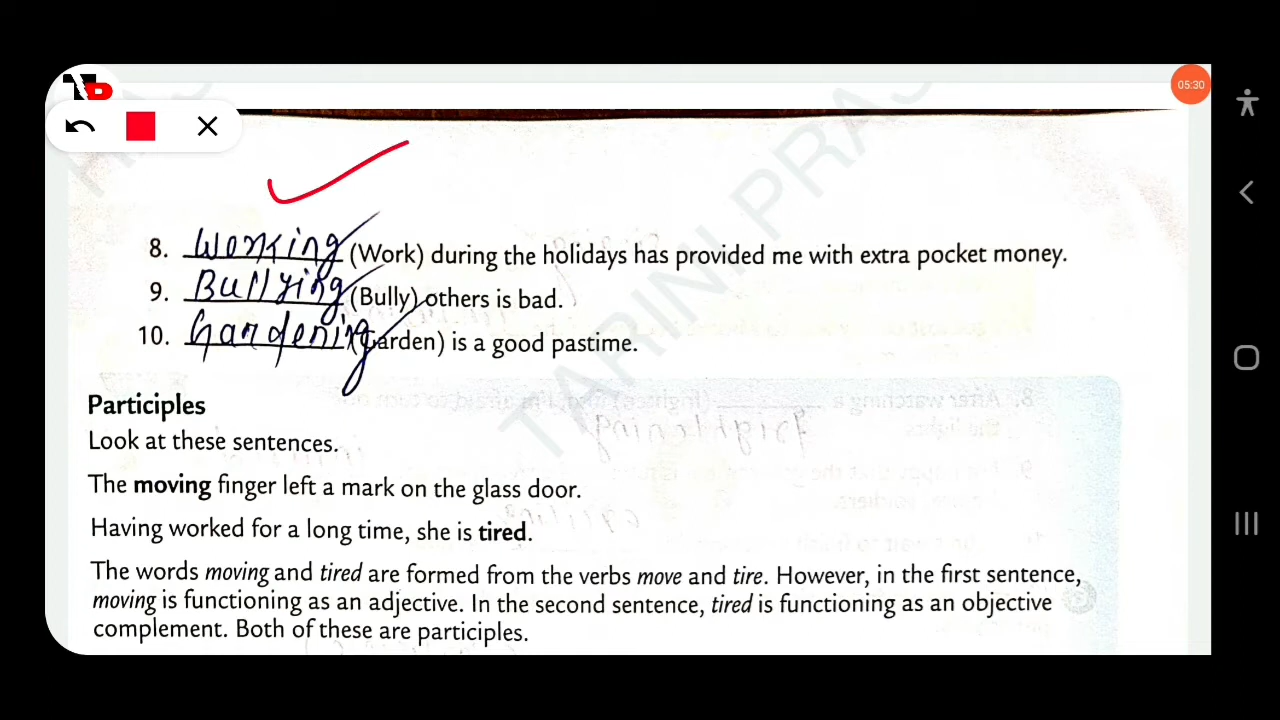 05:30
8. Working (Work) during the holidays has provided me with extra pocket money.
9. Bullying (Bully) others is bad.
10. Gardening (Garden) is a good pastime.
Participles
Look at these sentences.
The moving finger left a mark on the glass door.
Having worked for a long time, she is tired.
The words moving and tired are formed from the verbs move and tire. However, in the first sentence,
moving is functioning as an adjective. In the second sentence, tired is functioning as an objective
complement. Both of these are participles.
TARINI PRAS